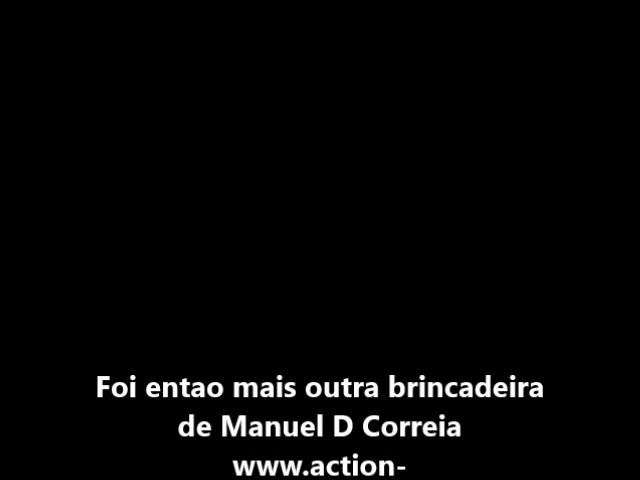 Foi entao mais outra brincadeira
de Manuel D Correia
www.action-